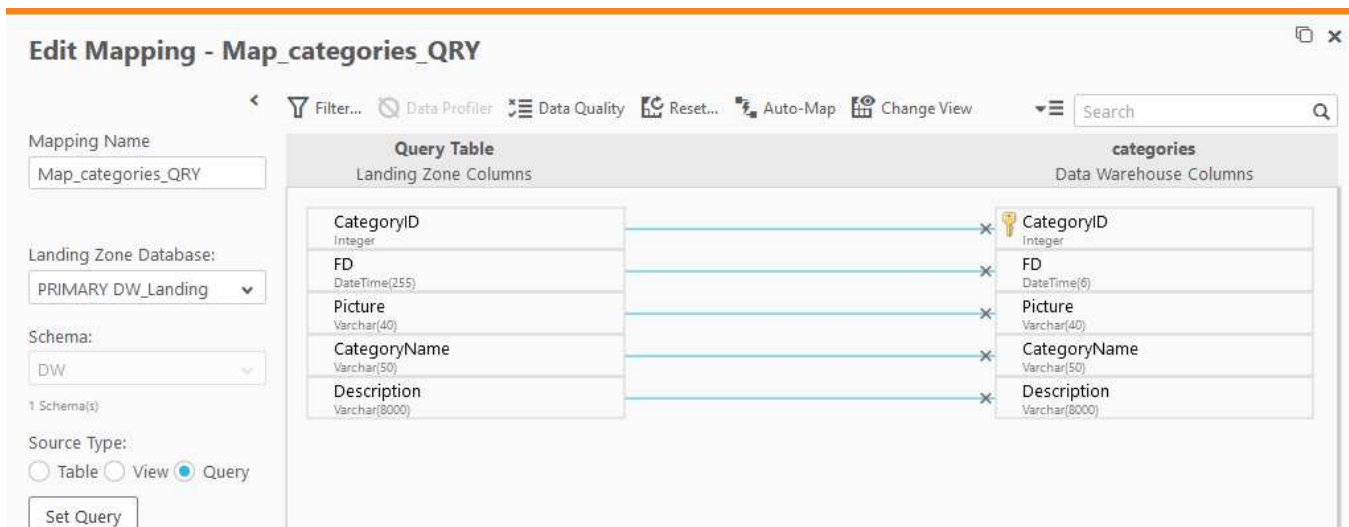 Edit Mapping - Map_categories_QRY
Filter... Data Profiler Data Quality Reset... Auto-Map Change View Search
Mapping Name
Map_categories_QRY
Landing Zone Database:
PRIMARY DW_Landing
Schema:
DW
1 Schema(s)
Source Type:
Table View Query
Set Query
Query Table categories
Landing Zone Columns Data Warehouse Columns
CategoryID CategoryID
Integer Integer
FD FD
DateTime(255) DateTime(6)
Picture Picture
Varchar(40) Varchar(40)
CategoryName CategoryName
Varchar(50) Varchar(50)
Description Description
Varchar(8000) Varchar(8000)